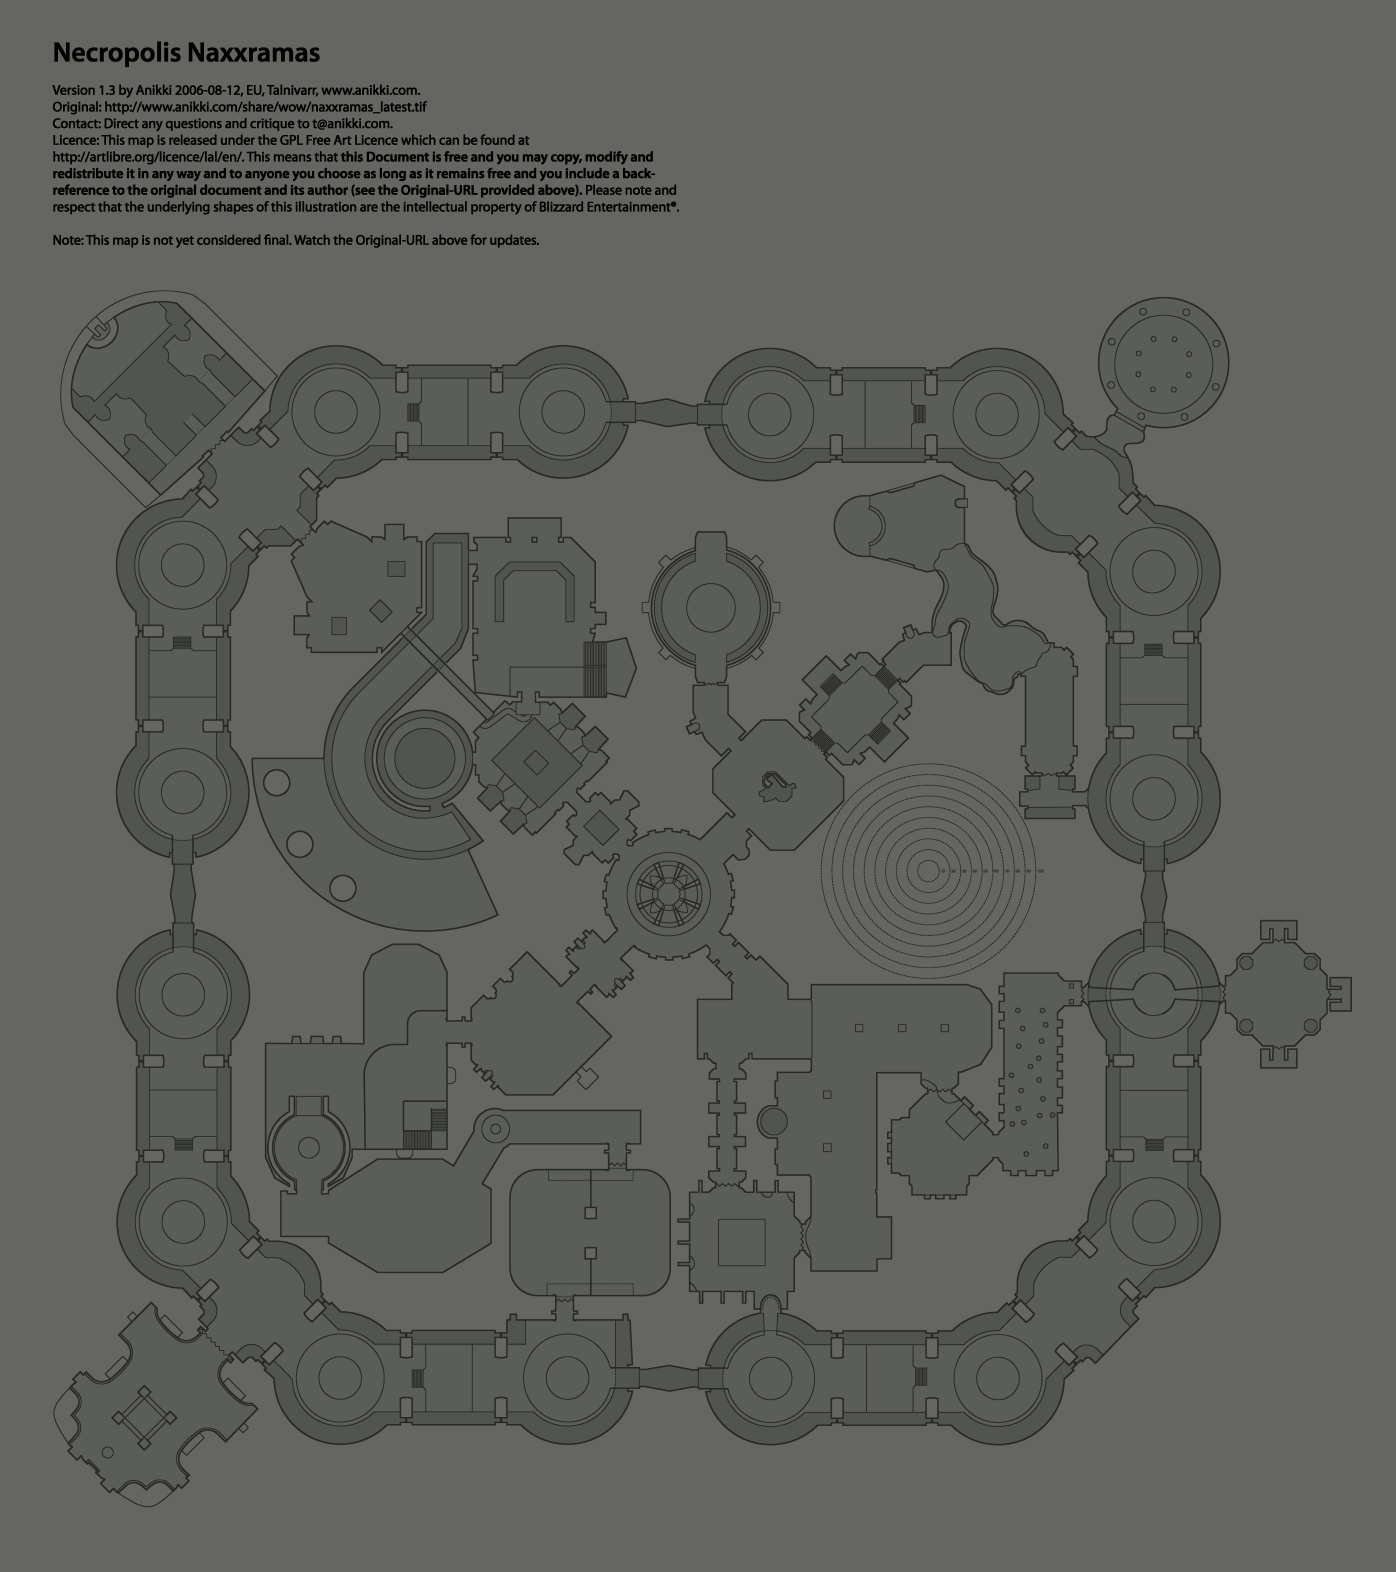 Necropolis Naxxramas
Version 1.3 by Anikki 2006-08-12, EU, Talnivarr, www.anikki.com.
Original: http://www.anikki.com/share/wow/naxxramas_latest.tif
Contact: Direct any questions and critique to t@anikki.com.
Licence: This map is released under the GPL Free Art Licence which can be found at
http://artlibre.org/licence/lal/en/. This means that this Document is free and you may copy, modify and
redistribute it in any way and to anyone you choose as long as it remains free and you include a back-
reference to the original document and its author (see the Original-URL provided above). Please note and
respect that the underlying shapes of this illustration are the intellectual property of Blizzard Entertainment®.
Note: This map is not yet considered final. Watch the Original-URL above for updates.